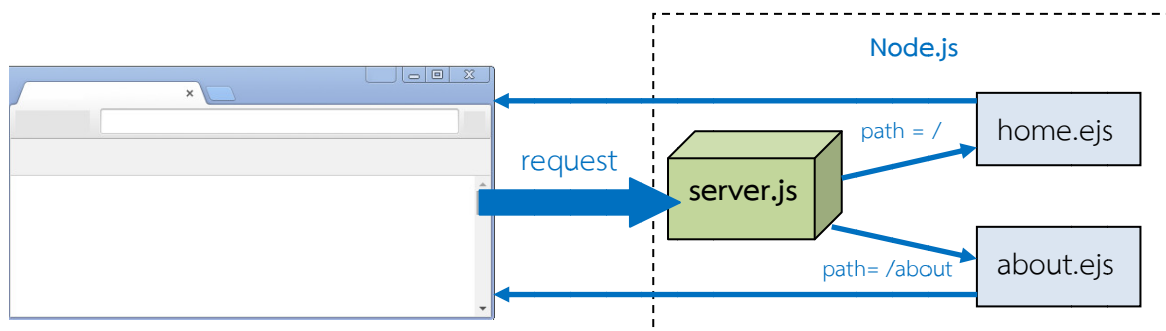 Node.js
home.ejs
path = /
request
server.js
about.ejs
path= /about